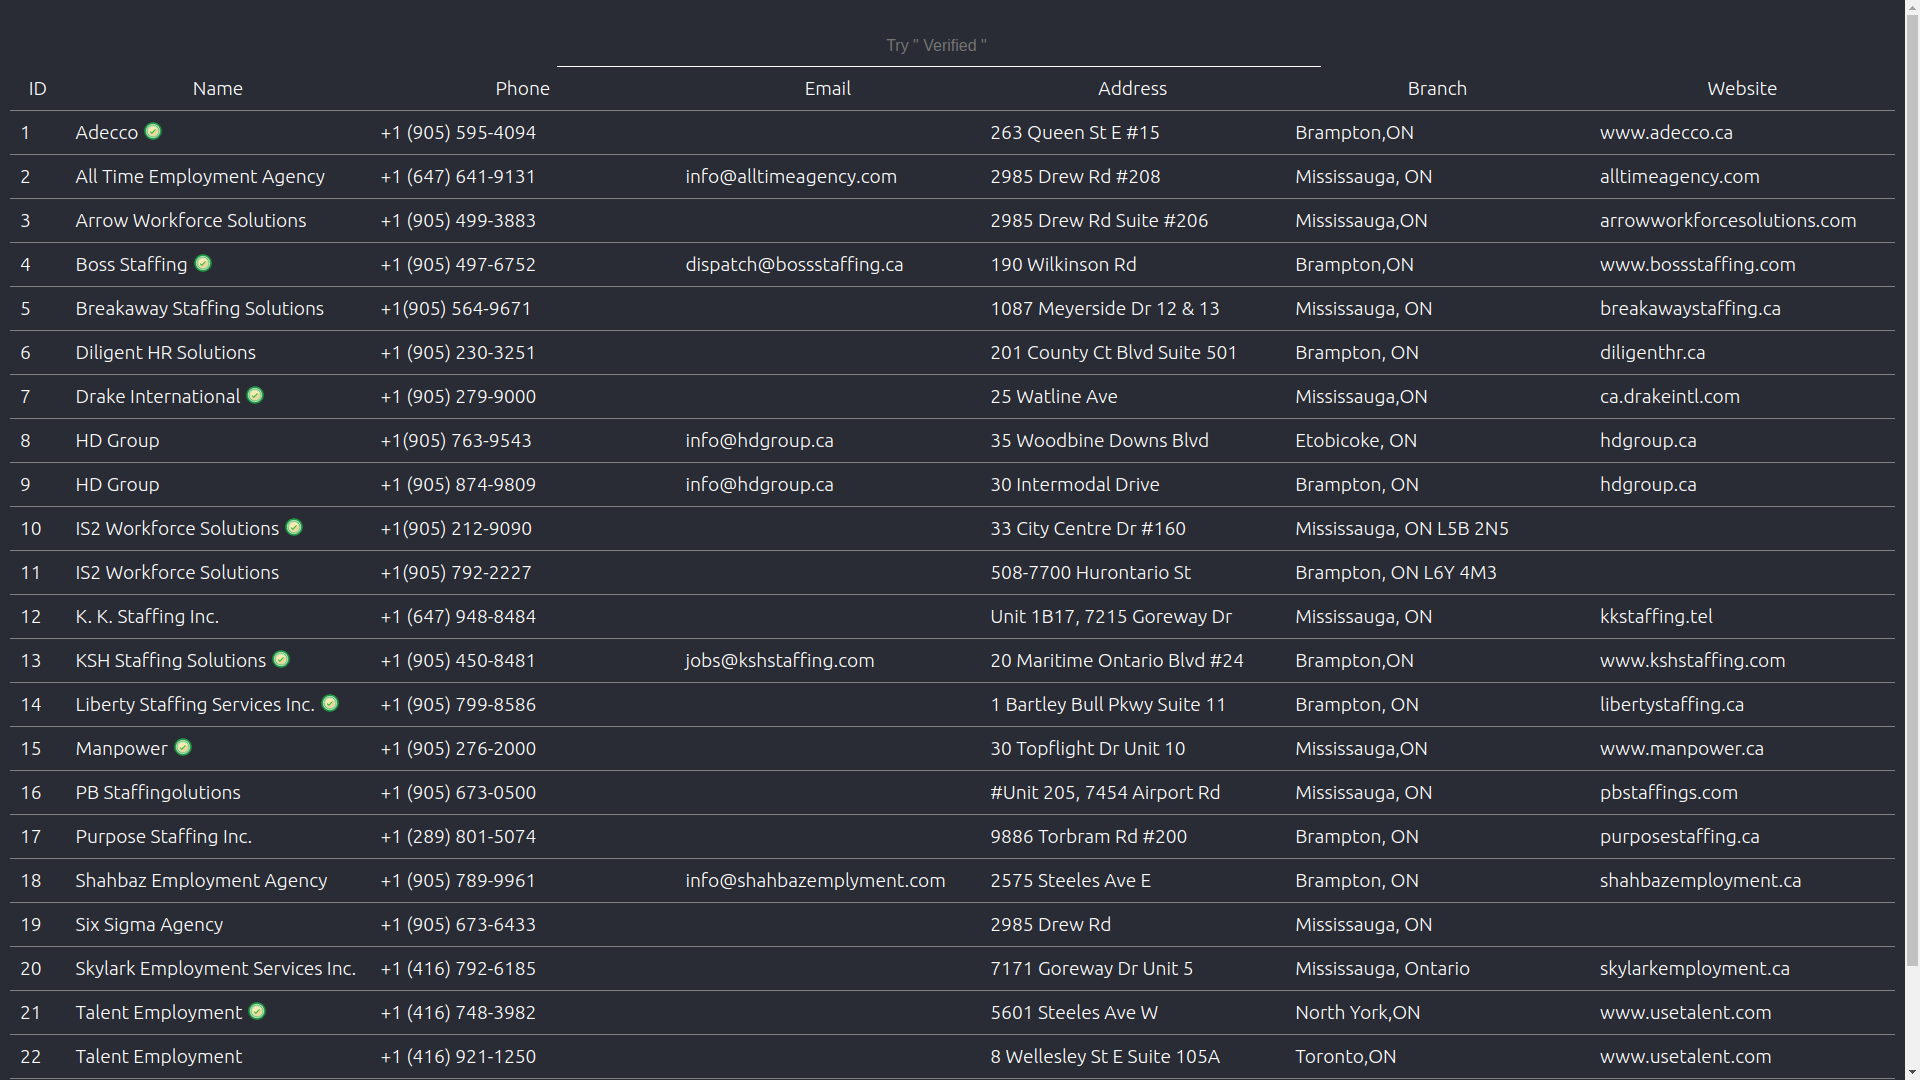 Try " Verified "
ID Name Phone Email Address Branch Website
1 Adecco +1 (905) 595-4094 263 Queen St E #15 Brampton,ON www.adecco.ca
2 All Time Employment Agency +1 (647) 641-9131 info@alltimeagency.com 2985 Drew Rd #208 Mississauga, ON alltimeagency.com
3 Arrow Workforce Solutions +1 (905) 499-3883 2985 Drew Rd Suite #206 Mississauga,ON arrowworkforcesolutions.com
4 Boss Staffing +1 (905) 497-6752 dispatch@bossstaffing.ca 190 Wilkinson Rd Brampton,ON www.bossstaffing.com
5 Breakaway Staffing Solutions +1(905) 564-9671 1087 Meyerside Dr 12 & 13 Mississauga, ON breakawaystaffing.ca
6 Diligent HR Solutions +1 (905) 230-3251 201 County Ct Blvd Suite 501 Brampton, ON diligenthr.ca
7 Drake International +1 (905) 279-9000 25 Watline Ave Mississauga,ON ca.drakeintl.com
8 HD Group +1(905) 763-9543 info@hdgroup.ca 35 Woodbine Downs Blvd Etobicoke, ON hdgroup.ca
9 HD Group +1 (905) 874-9809 info@hdgroup.ca 30 Intermodal Drive Brampton, ON hdgroup.ca
10 IS2 Workforce Solutions +1(905) 212-9090 33 City Centre Dr #160 Mississauga, ON L5B 2N5
11 IS2 Workforce Solutions +1(905) 792-2227 508-7700 Hurontario St Brampton, ON L6Y 4M3
12 K. K. Staffing Inc. +1 (647) 948-8484 Unit 1B17, 7215 Goreway Dr Mississauga, ON kkstaffing.tel
13 KSH Staffing Solutions +1 (905) 450-8481 jobs@kshstaffing.com 20 Maritime Ontario Blvd #24 Brampton,ON www.kshstaffing.com
14 Liberty Staffing Services Inc. +1 (905) 799-8586 1 Bartley Bull Pkwy Suite 11 Brampton, ON libertystaffing.ca
15 Manpower +1 (905) 276-2000 30 Topflight Dr Unit 10 Mississauga,ON www.manpower.ca
16 PB Staffingolutions +1 (905) 673-0500 #Unit 205, 7454 Airport Rd Mississauga, ON pbstaffings.com
17 Purpose Staffing Inc. +1 (289) 801-5074 9886 Torbram Rd #200 Brampton, ON purposestaffing.ca
18 Shahbaz Employment Agency +1 (905) 789-9961 info@shahbazemplyment.com 2575 Steeles Ave E Brampton, ON shahbazemployment.ca
19 Six Sigma Agency +1 (905) 673-6433 2985 Drew Rd Mississauga, ON
20 Skylark Employment Services Inc. +1 (416) 792-6185 7171 Goreway Dr Unit 5 Mississauga, Ontario skylarkemployment.ca
21 Talent Employment +1 (416) 748-3982 5601 Steeles Ave W North York,ON www.usetalent.com
22 Talent Employment +1 (416) 921-1250 8 Wellesley St E Suite 105A Toronto,ON www.usetalent.com